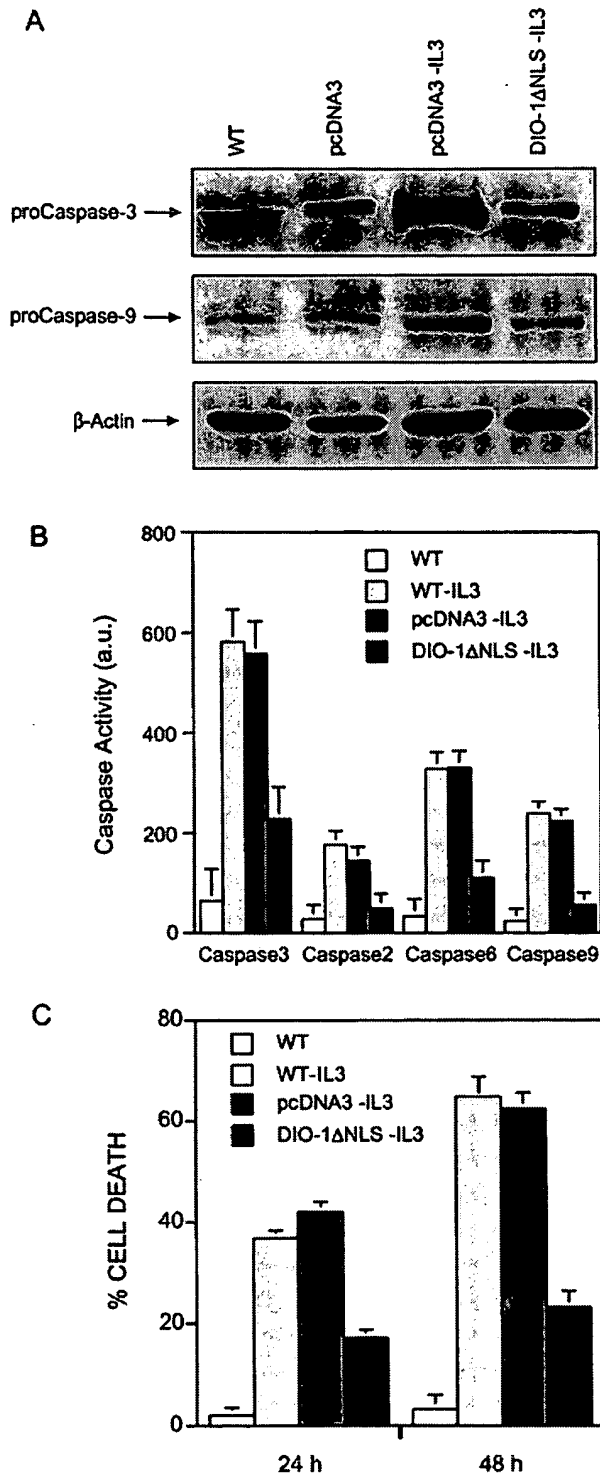 A
WT
pcDNA3
pcDNA3 -IL3
DIO-1ΔNLS -IL3
proCaspase-3
proCaspase-9
β-Actin
B
Caspase Activity (a.u.)
800
600
400
200
0
WT
WT-IL3
pcDNA3 -IL3
DIO-1ΔNLS -IL3
Caspase3
Caspase2
Caspase6
Caspase9
C
% CELL DEATH
80
60
40
20
0
WT
WT-IL3
pcDNA3 -IL3
DIO-1ΔNLS -IL3
24 h
48 h